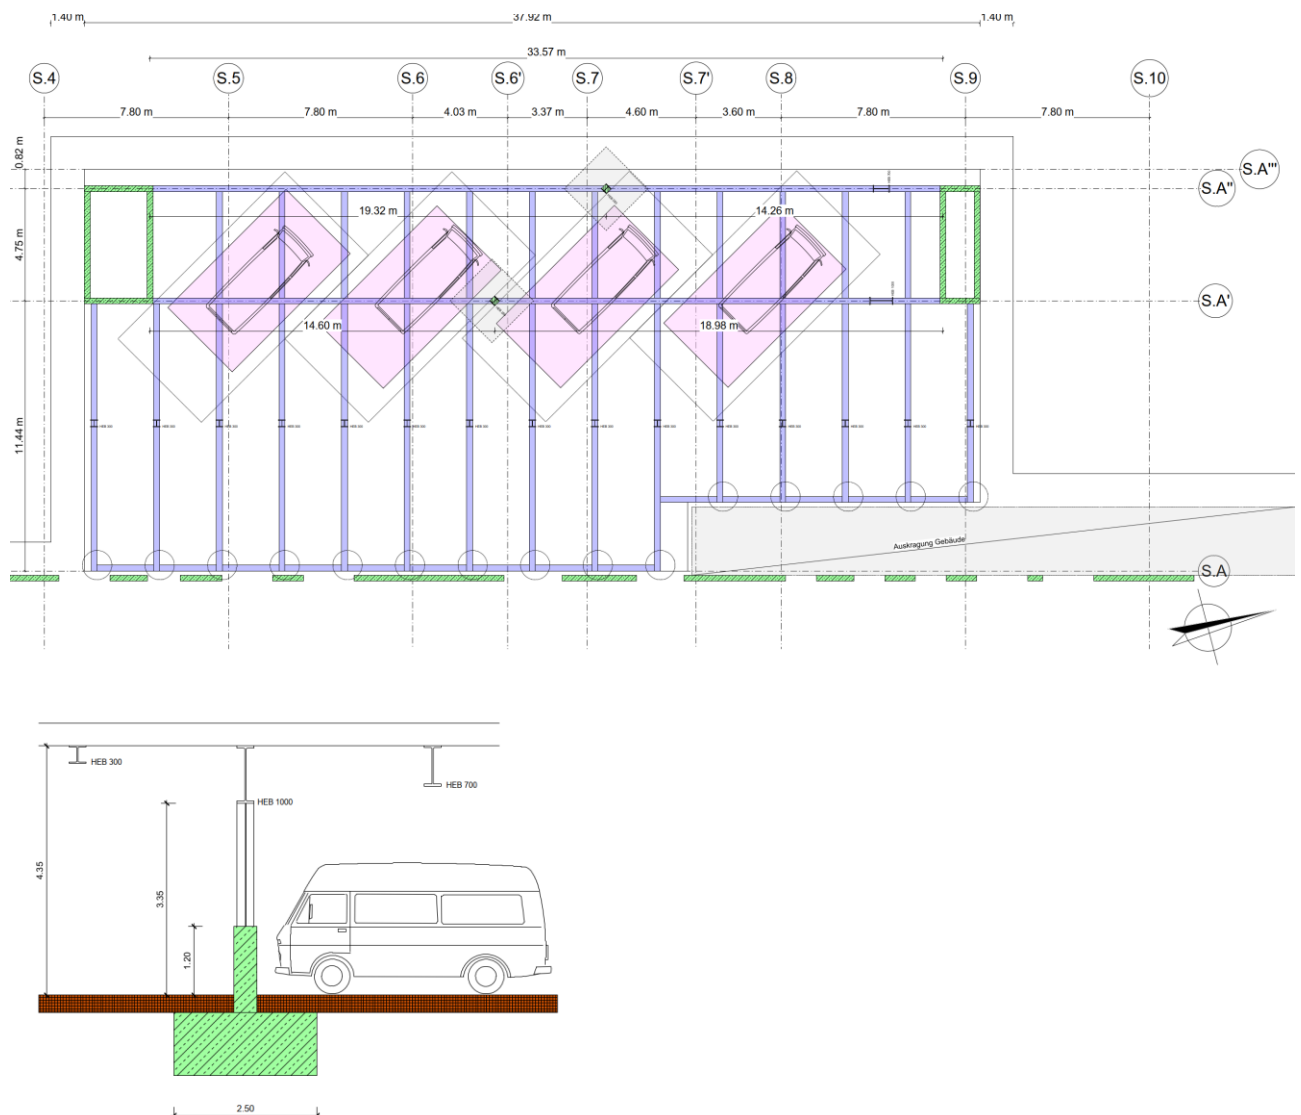 1.40 m 37.92 m 1.40 m
33.57 m
S.4 S.5 S.6 S.6' S.7 S.7' S.8 S.9 S.10
7.80 m 7.80 m 4.03 m 3.37 m 4.60 m 3.60 m 7.80 m 7.80 m
0.82 m
S.A'''
S.A''
19.32 m 14.26 m
4.75 m
S.A'
14.60 m 18.98 m
11.44 m
Auskragung Gebäude
S.A
HEB 300
HEB 700
HEB 1000
4.35
3.35
1.20
2.50